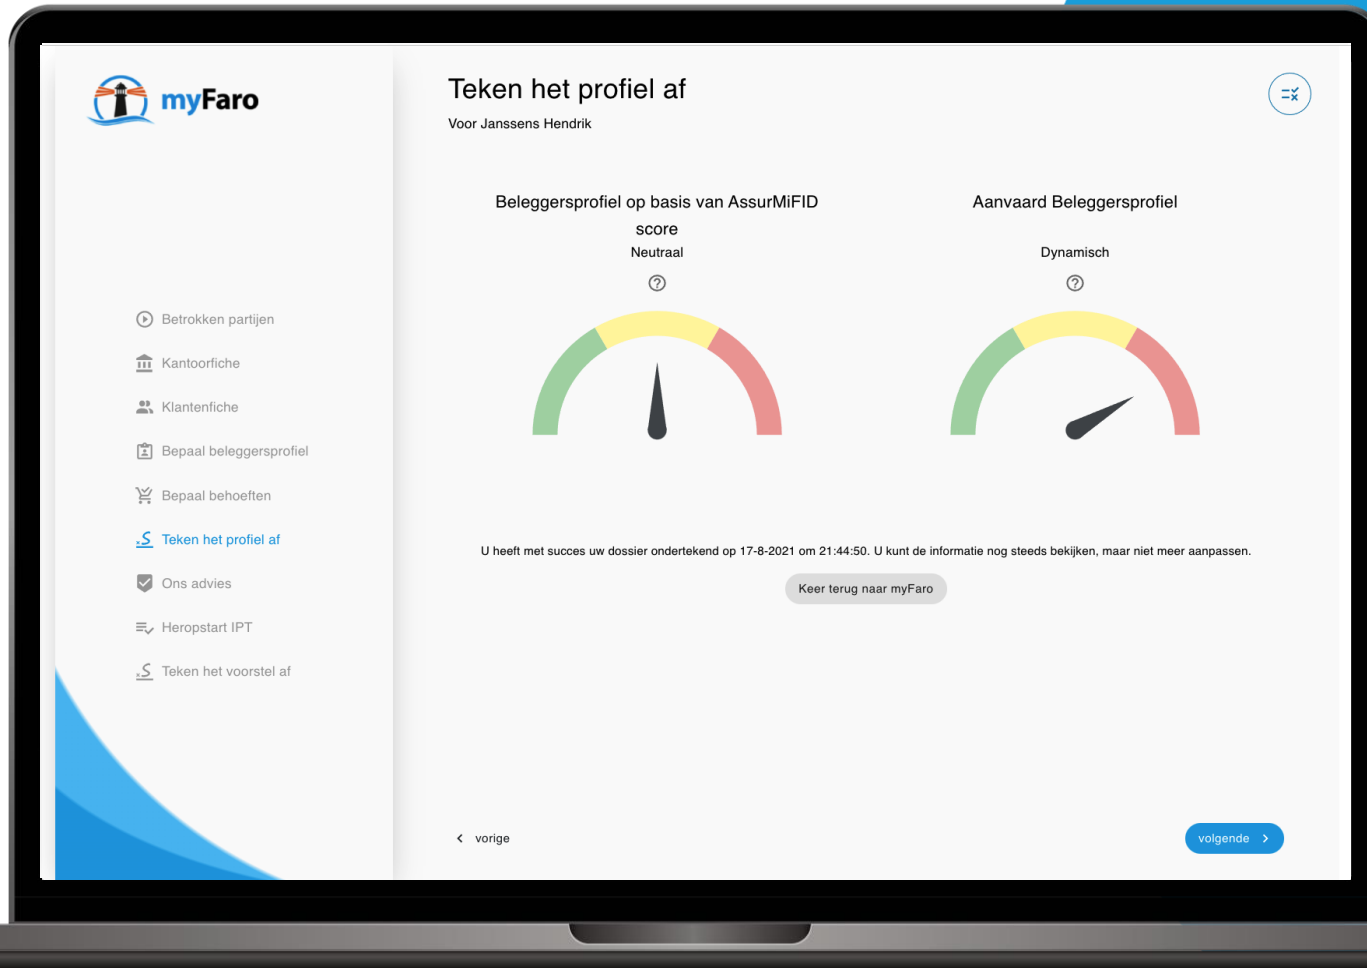 myFaro
Teken het profiel af
Voor Janssens Hendrik
Beleggersprofiel op basis van AssurMiFID
score
Neutraal
Aanvaard Beleggersprofiel
Dynamisch
Betrokken partijen
Kantoorfiche
Klantenfiche
Bepaal beleggersprofiel
Bepaal behoeften
Teken het profiel af
Ons advies
Heropstart IPT
Teken het voorstel af
U heeft met succes uw dossier ondertekend op 17-8-2021 om 21:44:50. U kunt de informatie nog steeds bekijken, maar niet meer aanpassen.
Keer terug naar myFaro
vorige
volgende